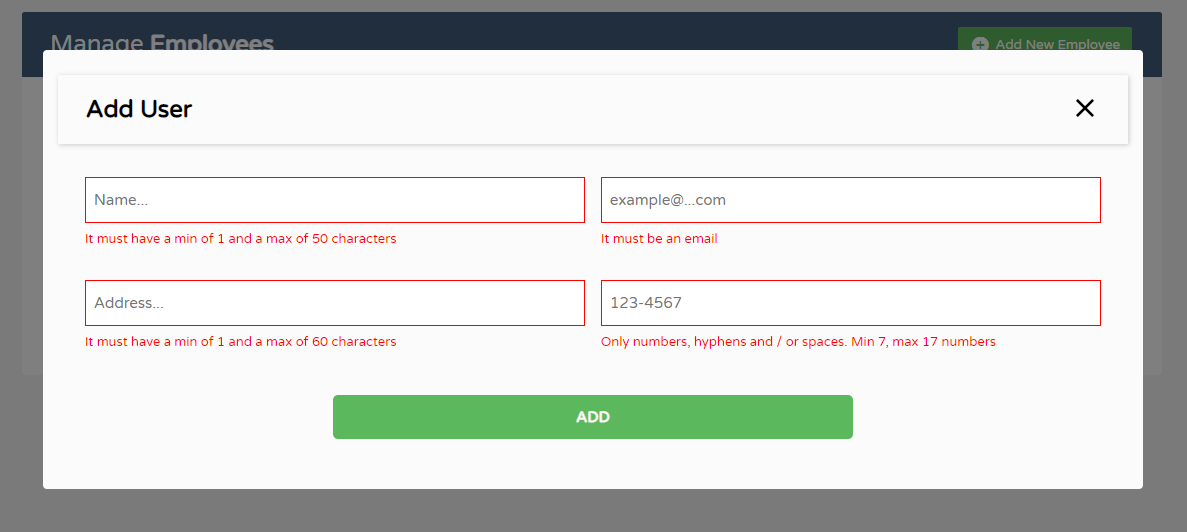 Manage Employees
Add New Employee
Add User
Name...
example@...com
It must have a min of 1 and a max of 50 characters
It must be an email
Address...
123-4567
It must have a min of 1 and a max of 60 characters
Only numbers, hyphens and / or spaces. Min 7, max 17 numbers
ADD